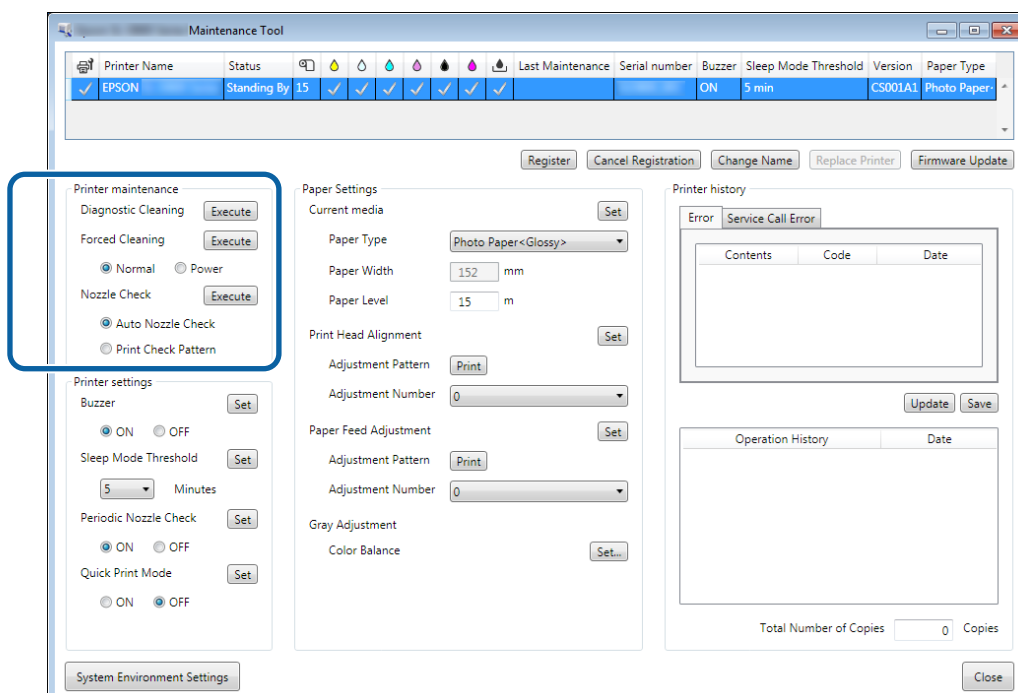 Maintenance Tool
Printer Name Status Last Maintenance Serial number Buzzer Sleep Mode Threshold Version Paper Type
EPSON Standing By 15 ON 5 min CS001A1 Photo Paper
Register Cancel Registration Change Name Replace Printer Firmware Update
Printer maintenance
Diagnostic Cleaning Execute
Forced Cleaning Execute
Normal Power
Nozzle Check Execute
Auto Nozzle Check
Print Check Pattern
Printer settings
Buzzer Set
ON OFF
Sleep Mode Threshold Set
5 Minutes
Periodic Nozzle Check Set
ON OFF
Quick Print Mode Set
ON OFF
Paper Settings
Current media Set
Paper Type Photo Paper<Glossy>
Paper Width 152 mm
Paper Level 15 m
Print Head Alignment Set
Adjustment Pattern Print
Adjustment Number 0
Paper Feed Adjustment Set
Adjustment Pattern Print
Adjustment Number 0
Gray Adjustment
Color Balance Set...
Printer history
Error Service Call Error
Contents Code Date
Update Save
Operation History Date
Total Number of Copies 0 Copies
System Environment Settings Close